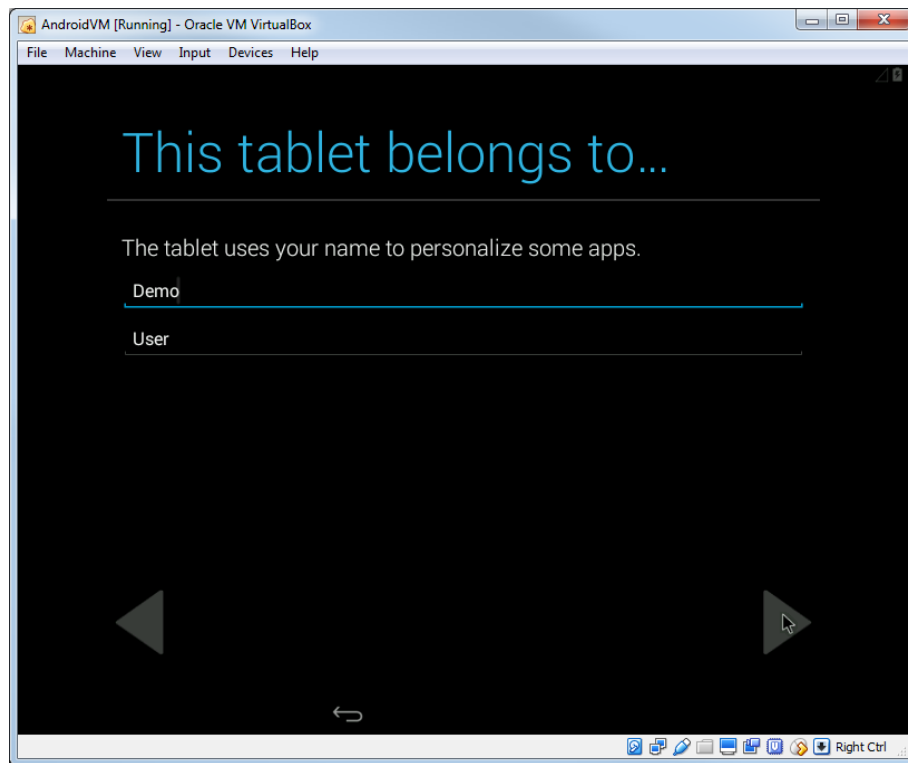 AndroidVM [Running] - Oracle VM VirtualBox
File Machine View Input Devices Help
This tablet belongs to...
The tablet uses your name to personalize some apps.
Demo
User
Right Ctrl